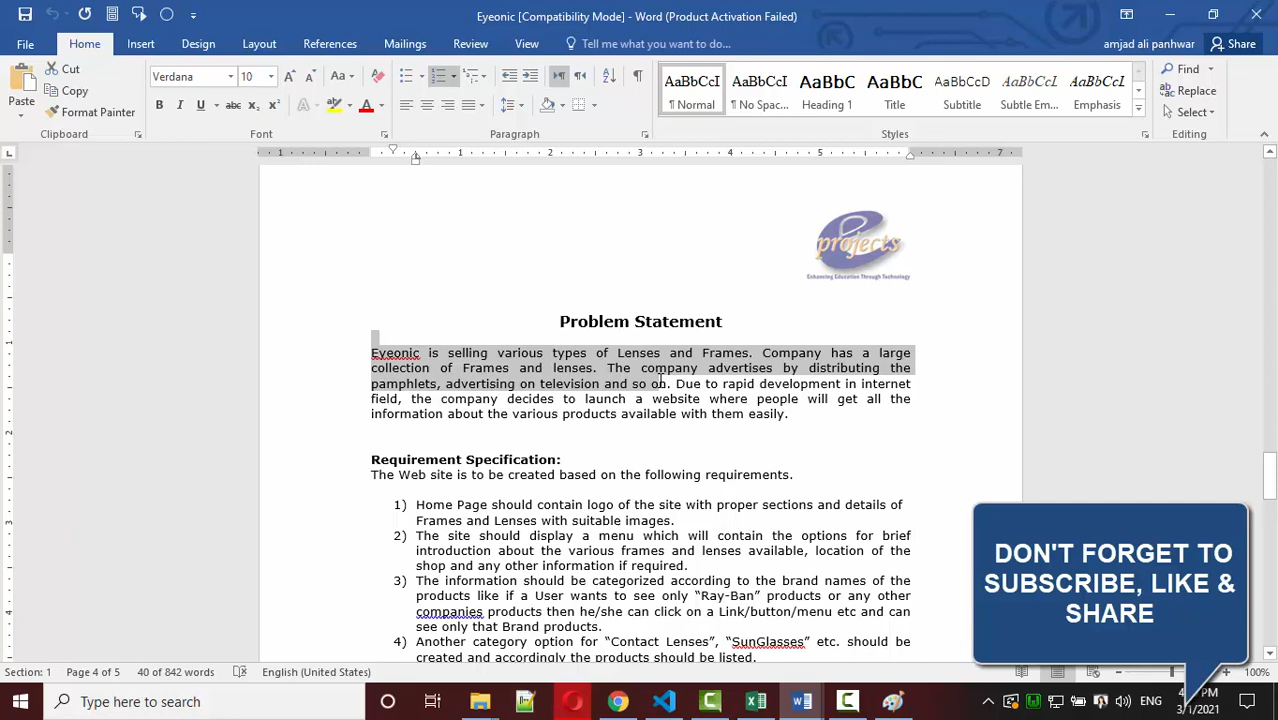 Eyeonic [Compatibility Mode] - Word (Product Activation Failed)
File Home Insert Design Layout References Mailings Review View Tell me what you want to do... amjad ali panhwar Share
Paste Cut Copy Format Painter
Verdana 10 Aa
AaBbCcI AaBbCcI AaBbC AaBbC AaBbCcD AaBbCcI AaBbCcI
¶ Normal ¶ No Spac... Heading 1 Title Subtitle Subtle Em... Emphasis
Find
Replace
Select
Clipboard Font Paragraph Styles Editing
1 1 2 3 4 5 7
e
projects
Enhancing Education Through Technology
Problem Statement
Eyeonic is selling various types of Lenses and Frames. Company has a large
collection of Frames and lenses. The company advertises by distributing the
pamphlets, advertising on television and so on. Due to rapid development in internet
field, the company decides to launch a website where people will get all the
information about the various products available with them easily.
Requirement Specification:
The Web site is to be created based on the following requirements.
1) Home Page should contain logo of the site with proper sections and details of
Frames and Lenses with suitable images.
2) The site should display a menu which will contain the options for brief
introduction about the various frames and lenses available, location of the
shop and any other information if required.
3) The information should be categorized according to the brand names of the
products like if a User wants to see only “Ray-Ban” products or any other
companies products then he/she can click on a Link/button/menu etc and can
see only that Brand products.
4) Another category option for “Contact Lenses”, “SunGlasses” etc. should be
created and accordingly the products should be listed.
DON'T FORGET TO
SUBSCRIBE, LIKE &
SHARE
Section: 1 Page 4 of 5 40 of 842 words English (United States) 100%
Type here to search
ENG
PM